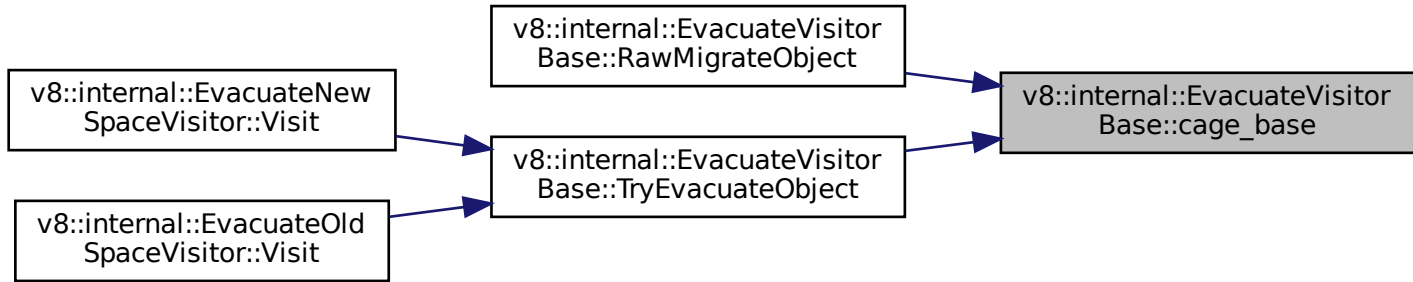 v8::internal::EvacuateNew
SpaceVisitor::Visit
v8::internal::EvacuateOld
SpaceVisitor::Visit
v8::internal::EvacuateVisitor
Base::RawMigrateObject
v8::internal::EvacuateVisitor
Base::TryEvacuateObject
v8::internal::EvacuateVisitor
Base::cage_base